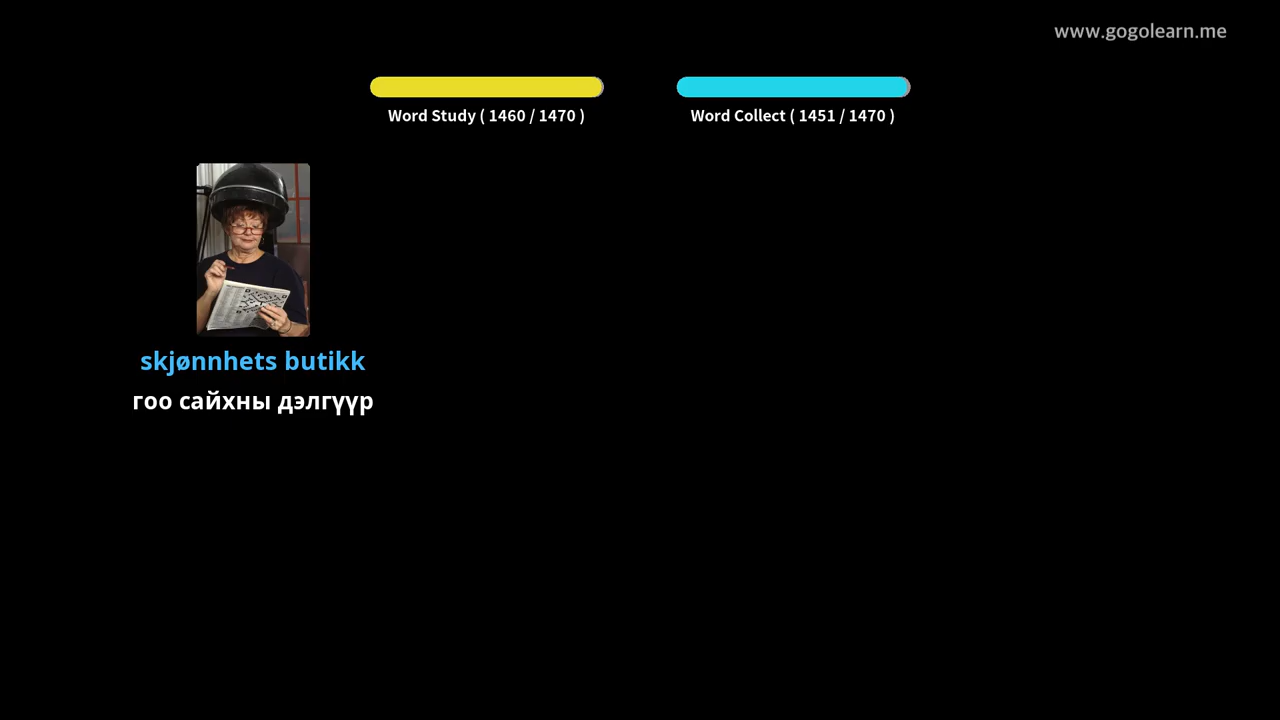 www.gogolearn.me
Word Study ( 1460 / 1470 )
Word Collect ( 1451 / 1470 )
skjønnhets butikk
гоо сайхны дэлгүүр